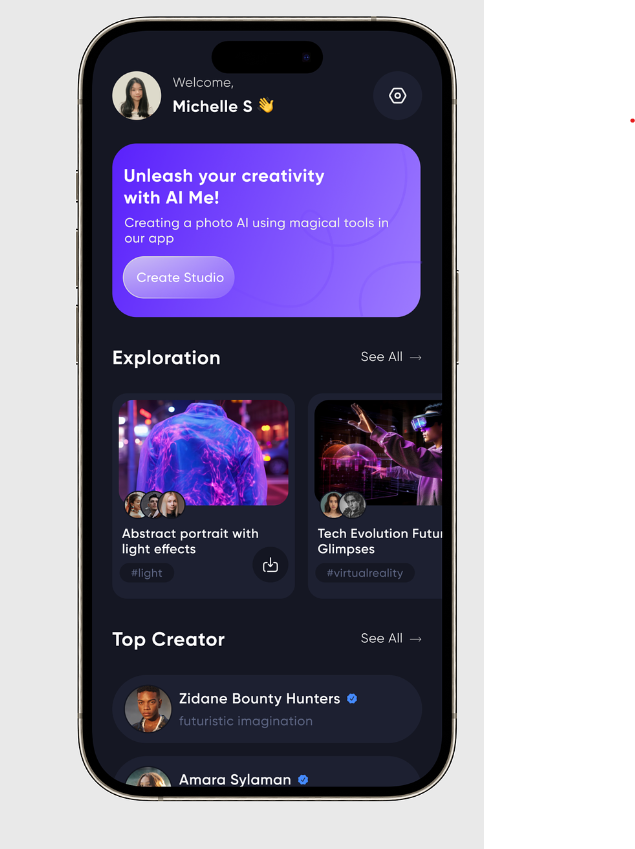 Welcome,
Michelle S 👋
Unleash your creativity
with AI Me!
Creating a photo AI using magical tools in
our app
Create Studio
Exploration
See All →
Abstract portrait with
light effects
#light
Tech Evolution Futur
Glimpses
#virtualreality
Top Creator
See All →
Zidane Bounty Hunters
futuristic imagination
Amara Sylaman